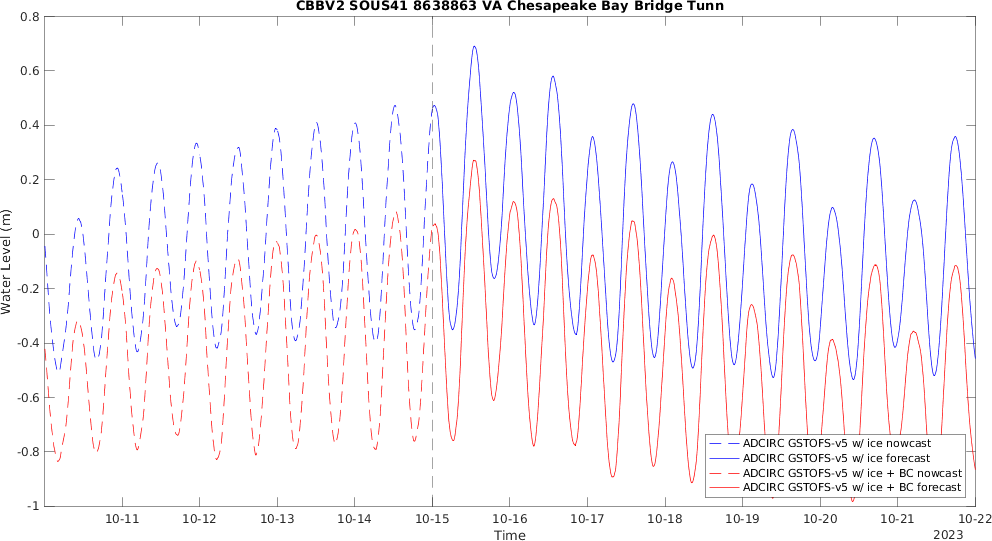 CBBV2 SOUS41 8638863 VA Chesapeake Bay Bridge Tunn
0.8
0.6
0.4
0.2
0
-0.2
-0.4
-0.6
-0.8
-1
Water Level (m)
ADCIRC GSTOFS-v5 w/ ice nowcast
ADCIRC GSTOFS-v5 w/ ice forecast
ADCIRC GSTOFS-v5 w/ ice + BC nowcast
ADCIRC GSTOFS-v5 w/ ice + BC forecast
10-11 10-12 10-13 10-14 10-15 10-16 10-17 10-18 10-19 10-20 10-21 10-22
Time
2023